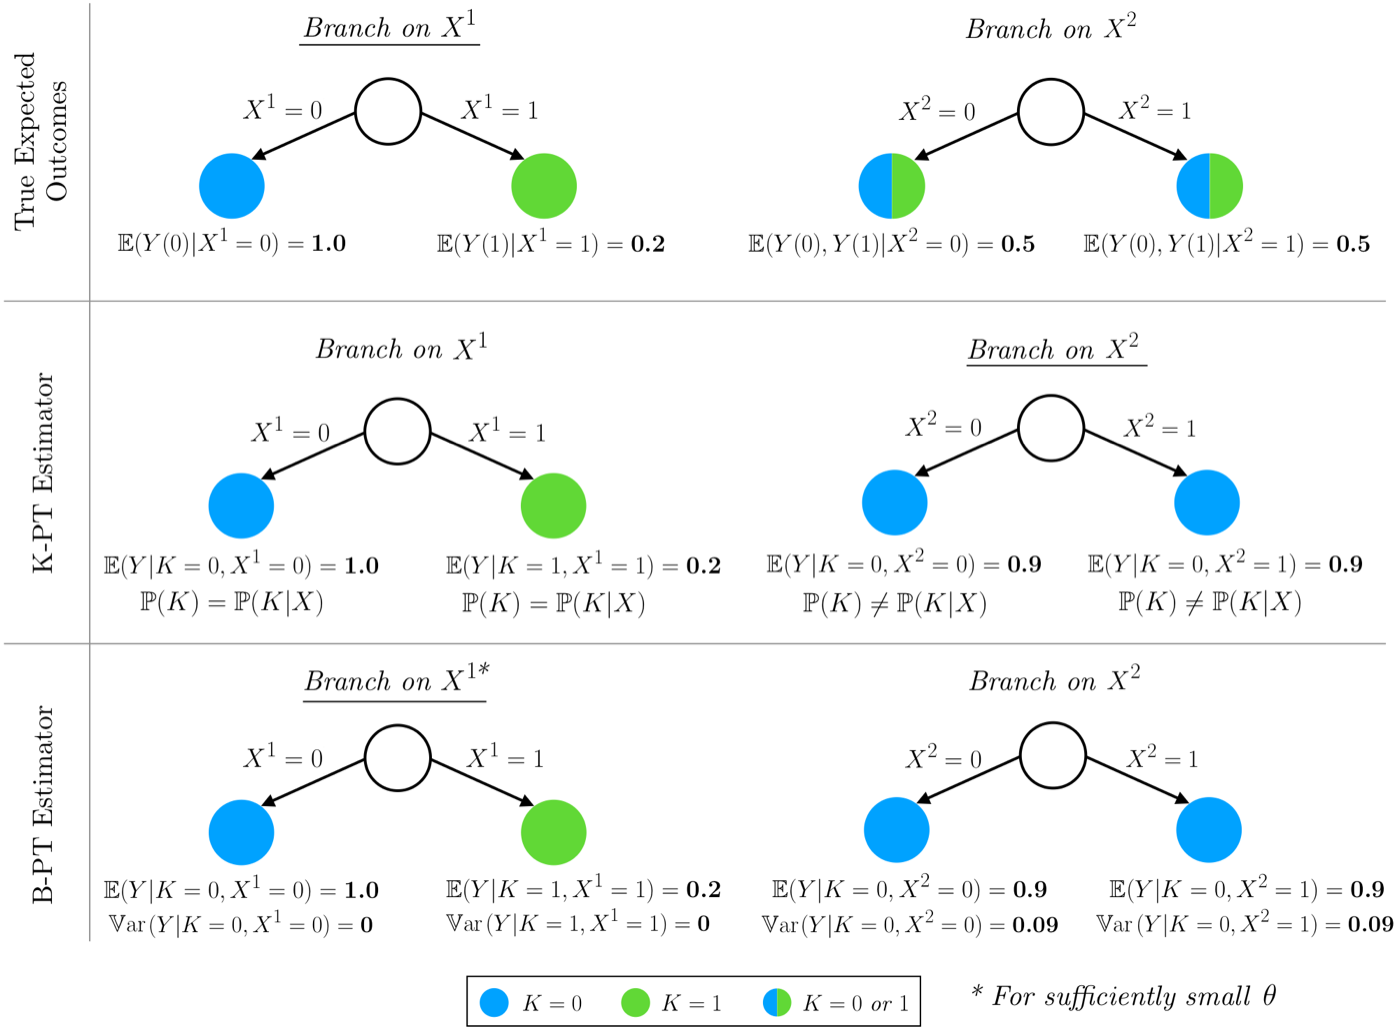 True Expected
Outcomes
Branch on X¹
X¹ = 0
X¹ = 1
𝔼(Y(0)|X¹ = 0) = 1.0
𝔼(Y(1)|X¹ = 1) = 0.2
Branch on X²
X² = 0
X² = 1
𝔼(Y(0), Y(1)|X² = 0) = 0.5
𝔼(Y(0), Y(1)|X² = 1) = 0.5
K-PT Estimator
Branch on X¹
X¹ = 0
X¹ = 1
𝔼(Y|K = 0, X¹ = 0) = 1.0
ℙ(K) = ℙ(K|X)
𝔼(Y|K = 1, X¹ = 1) = 0.2
ℙ(K) = ℙ(K|X)
Branch on X²
X² = 0
X² = 1
𝔼(Y|K = 0, X² = 0) = 0.9
ℙ(K) ≠ ℙ(K|X)
𝔼(Y|K = 0, X² = 1) = 0.9
ℙ(K) ≠ ℙ(K|X)
B-PT Estimator
Branch on X¹*
X¹ = 0
X¹ = 1
𝔼(Y|K = 0, X¹ = 0) = 1.0
𝕍ar(Y|K = 0, X¹ = 0) = 0
𝔼(Y|K = 1, X¹ = 1) = 0.2
𝕍ar(Y|K = 1, X¹ = 1) = 0
Branch on X²
X² = 0
X² = 1
𝔼(Y|K = 0, X² = 0) = 0.9
𝕍ar(Y|K = 0, X² = 0) = 0.09
𝔼(Y|K = 0, X² = 1) = 0.9
𝕍ar(Y|K = 0, X² = 1) = 0.09
K = 0
K = 1
K = 0 or 1
* For sufficiently small θ